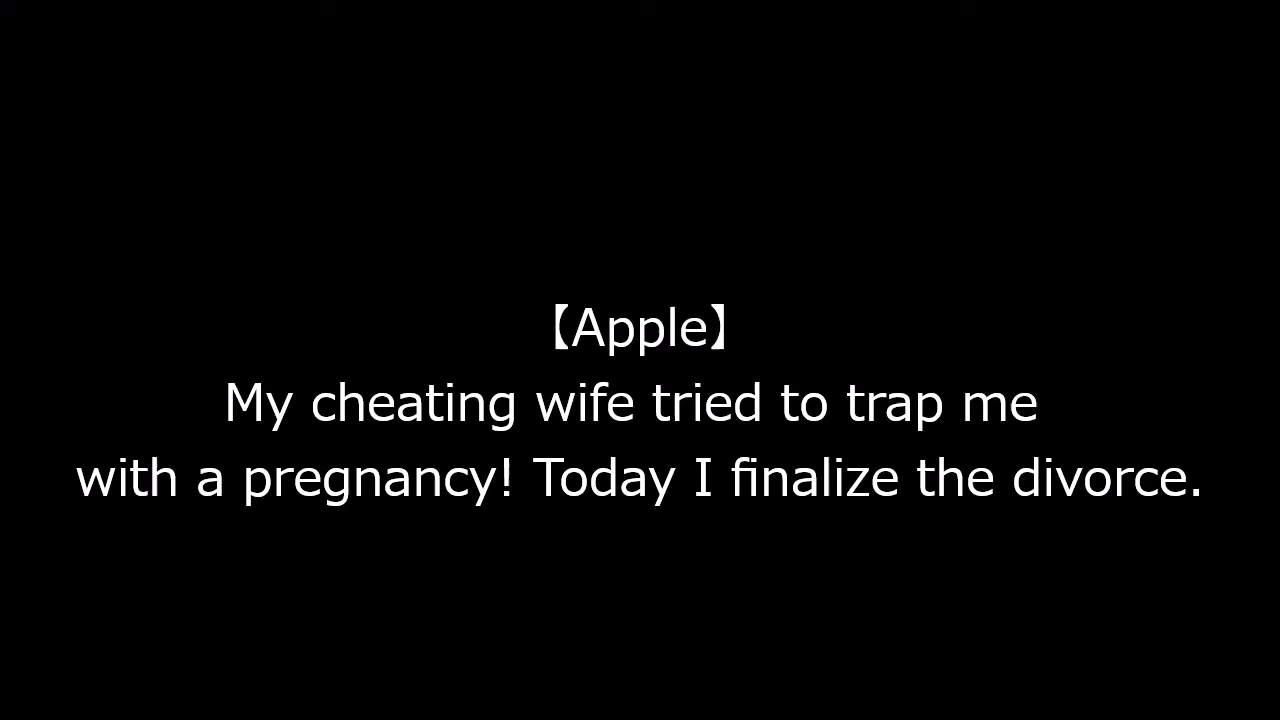 【Apple】
My cheating wife tried to trap me
with a pregnancy! Today I finalize the divorce.